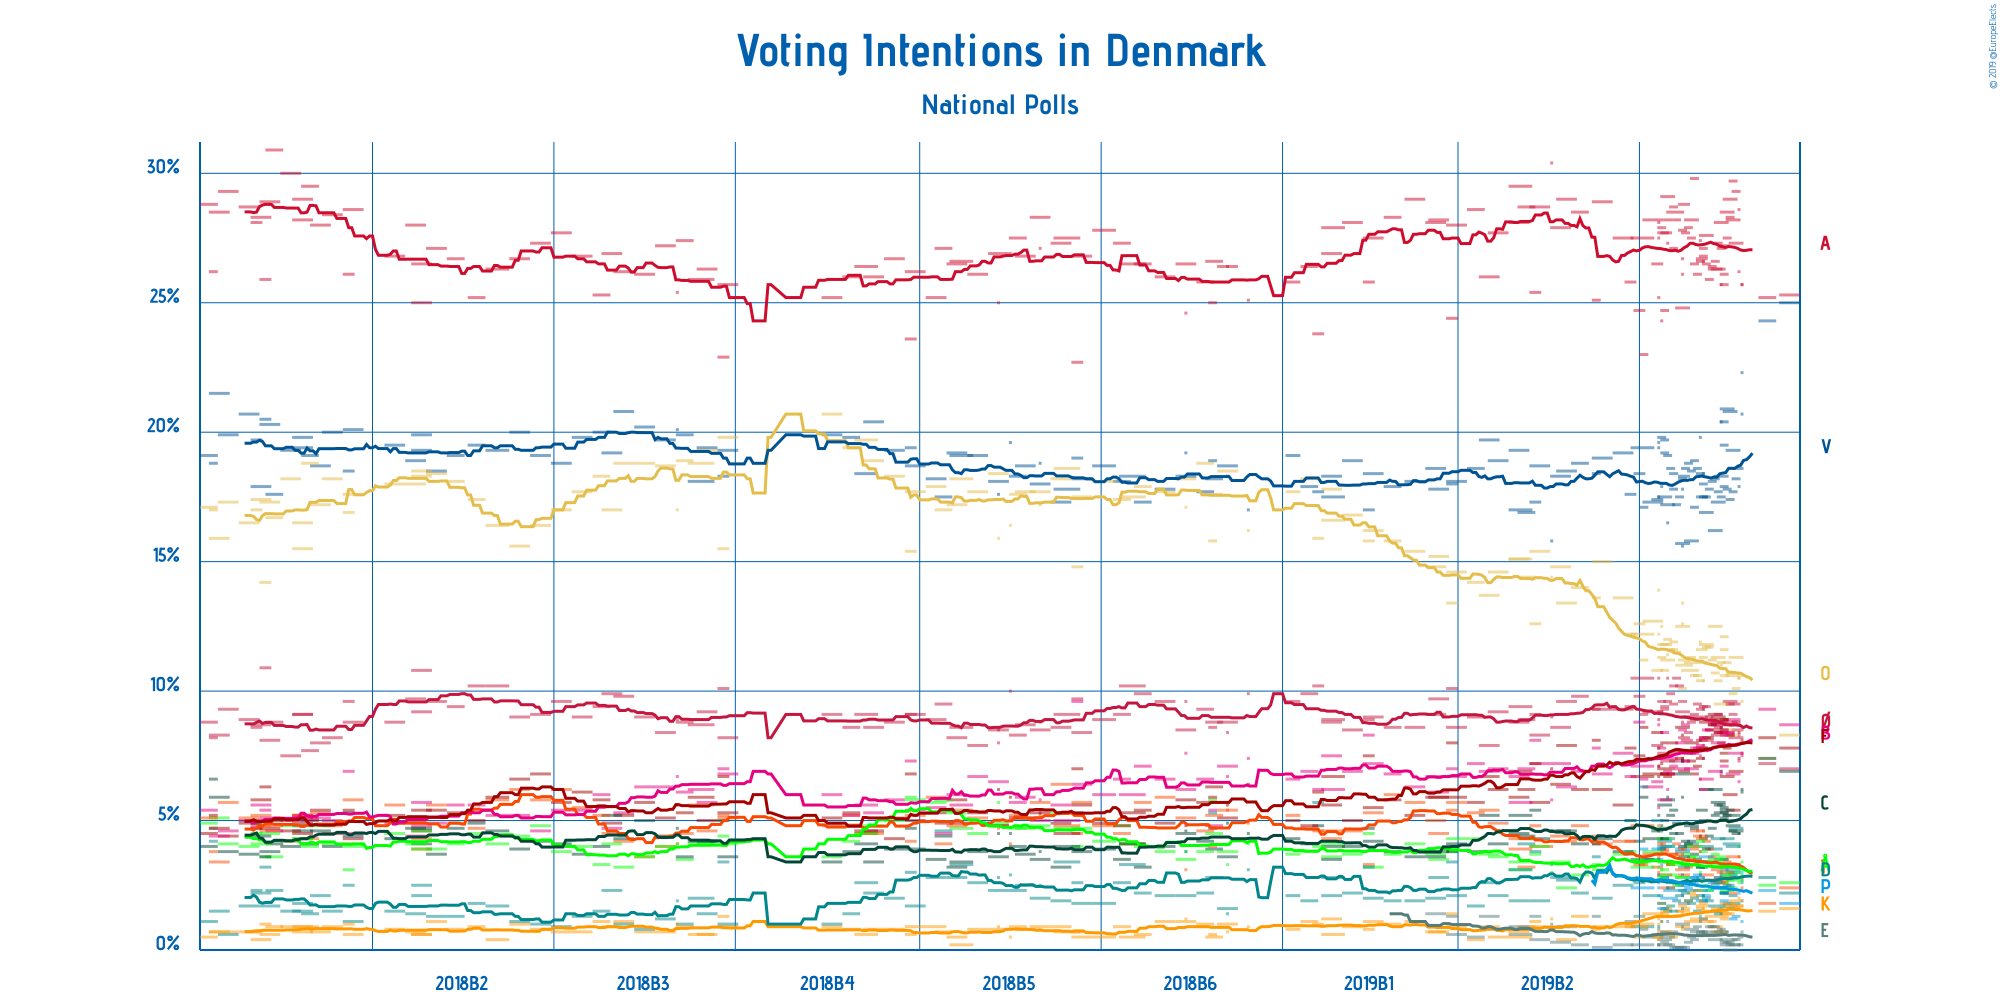 © 2019 @EuropeElects
Voting Intentions in Denmark
National Polls
30%
25%
20%
15%
10%
5%
0%
A
V
O
Ø
F
C
D
P
K
E
2018B2 2018B3 2018B4 2018B5 2018B6 2019B1 2019B2